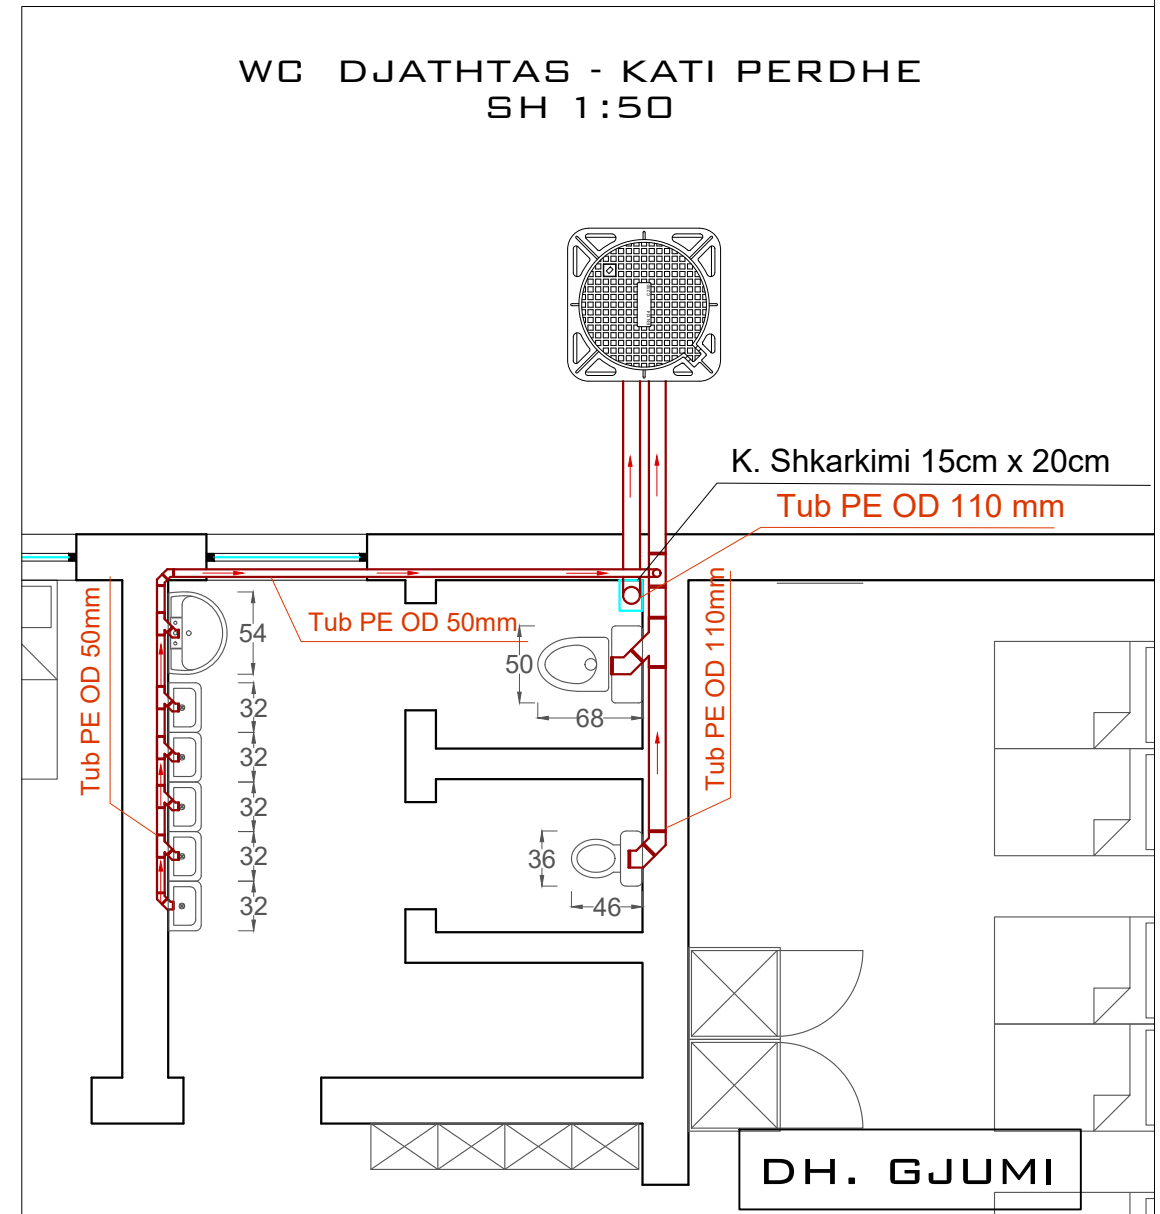 WC DJATHTAS - KATI PERDHE
SH 1:50
K. Shkarkimi 15cm x 20cm
Tub PE OD 110 mm
Tub PE OD 50mm
Tub PE OD 50mm
Tub PE OD 110mm
54
32
32
32
32
32
50
68
36
46
DH. GJUMI